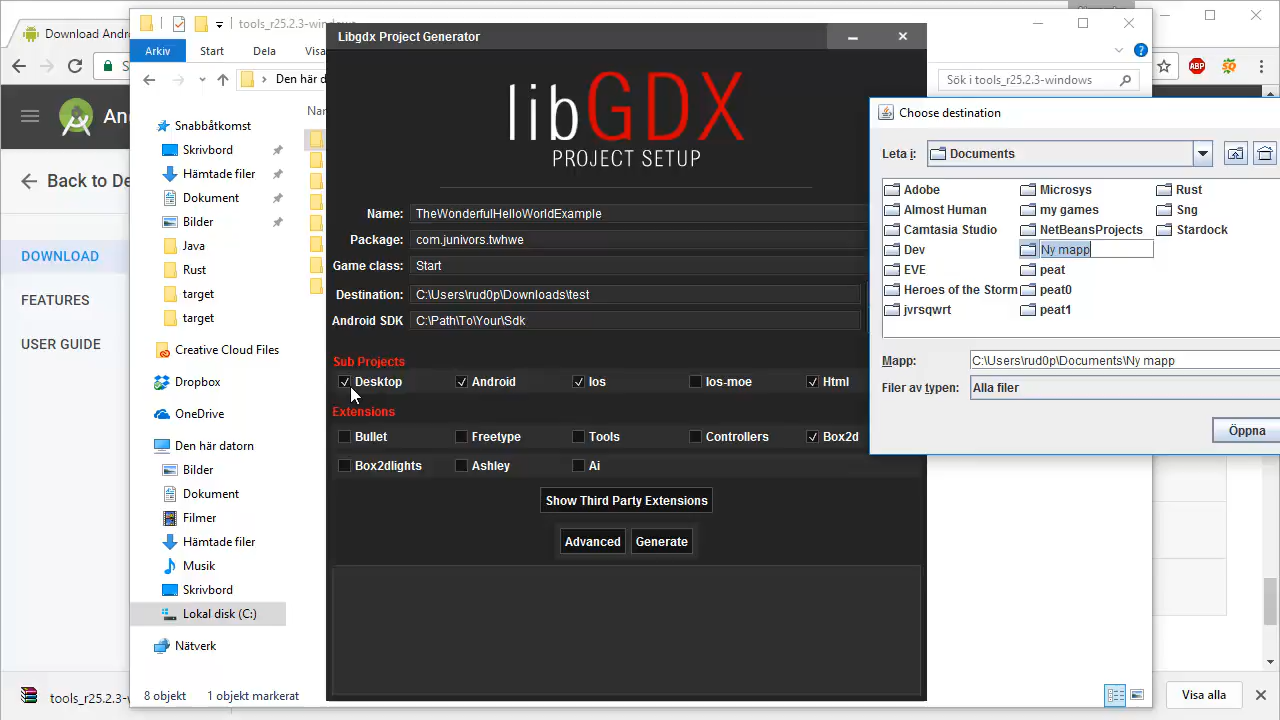 Download Andro
tools_r25.2.3-windows
Arkiv
Start
Dela
Visa
Den här d
Sök i tools_r25.2.3-windows
Nar
Snabbåtkomst
Skrivbord
Hämtade filer
Dokument
Bilder
Java
Rust
target
target
Creative Cloud Files
Dropbox
OneDrive
Den här datorn
Bilder
Dokument
Filmer
Hämtade filer
Musik
Skrivbord
Lokal disk (C:)
Nätverk
8 objekt
1 objekt markerat
Back to De
DOWNLOAD
FEATURES
USER GUIDE
Libgdx Project Generator
libGDX
PROJECT SETUP
Name: TheWonderfulHelloWorldExample
Package: com.junivors.twhwe
Game class: Start
Destination: C:\Users\rud0p\Downloads\test
Android SDK C:\Path\To\Your\Sdk
Sub Projects
Desktop Android Ios Ios-moe Html
Extensions
Bullet Freetype Tools Controllers Box2d
Box2dlights Ashley Ai
Show Third Party Extensions
Advanced Generate
Choose destination
Leta i: Documents
Adobe Microsys Rust
Almost Human my games Sng
Camtasia Studio NetBeansProjects Stardock
Dev Ny mapp
EVE peat
Heroes of the Storm peat0
jvrsqwrt peat1
Mapp: C:\Users\rud0p\Documents\Ny mapp
Filer av typen: Alla filer
Öppna
ABP
tools_r25.2.3-w
Visa alla